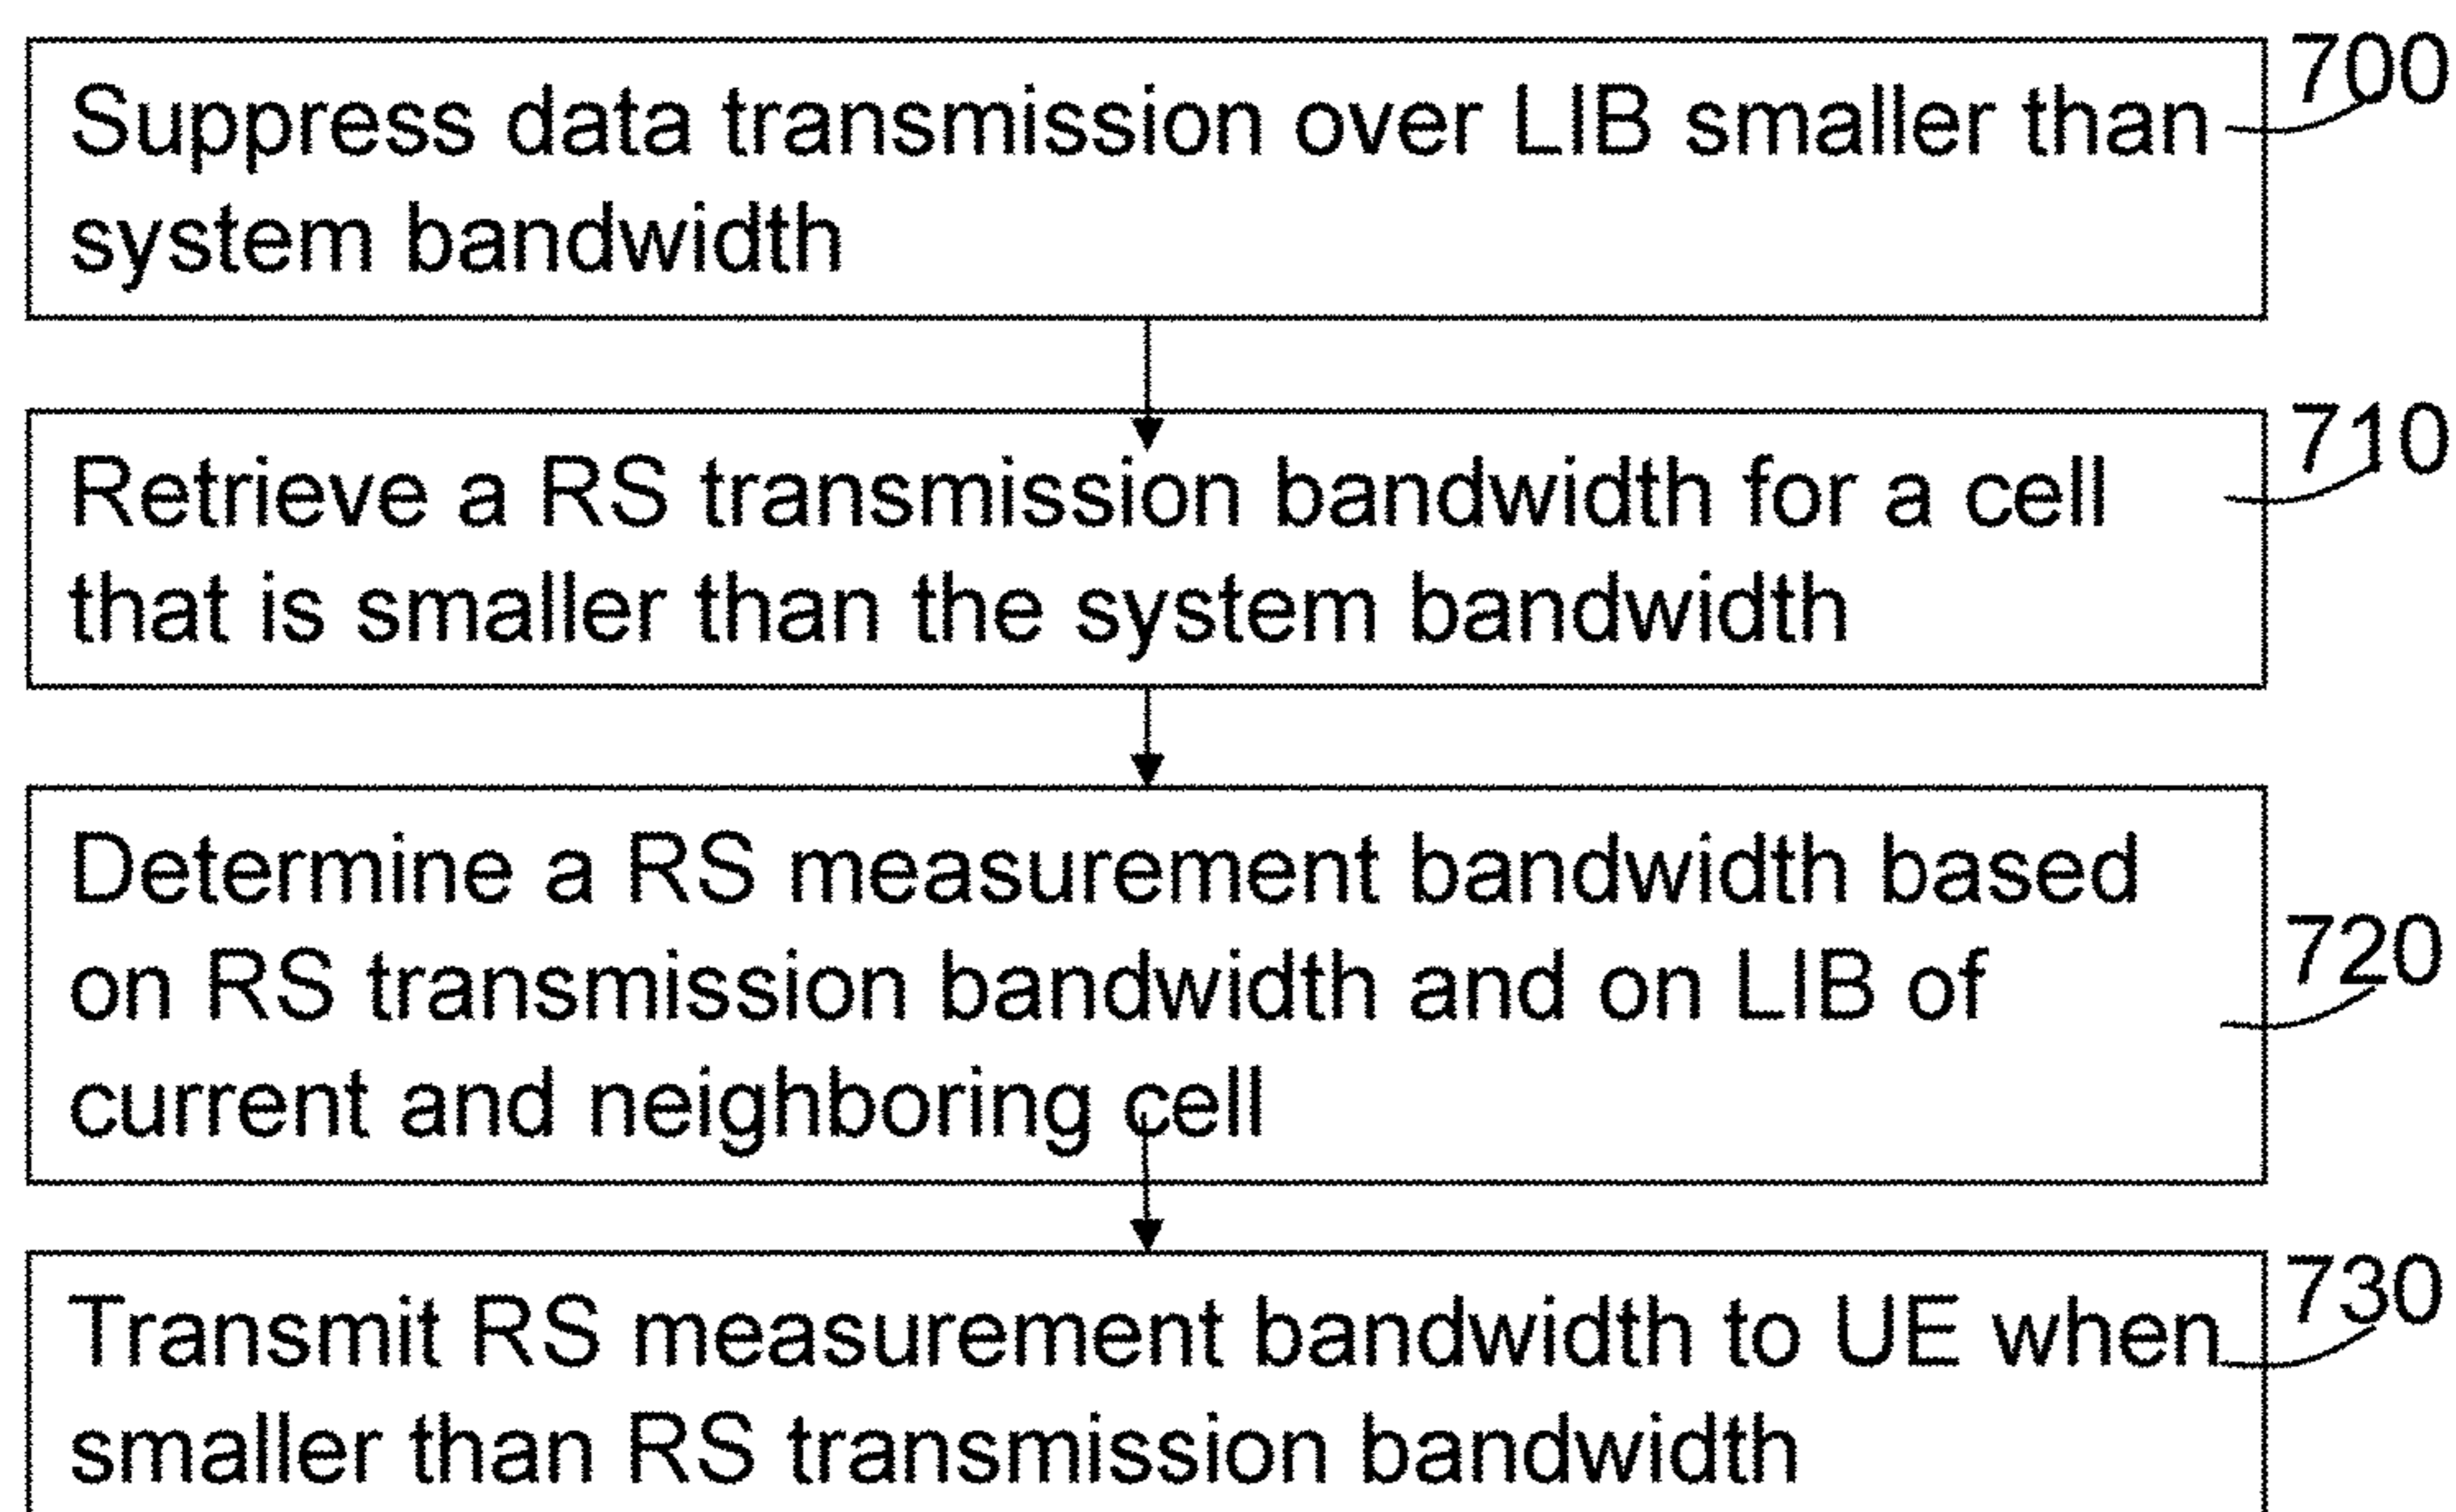 Suppress data transmission over LIB smaller than
system bandwidth
700
Retrieve a RS transmission bandwidth for a cell
that is smaller than the system bandwidth
710
Determine a RS measurement bandwidth based
on RS transmission bandwidth and on LIB of
current and neighboring cell
720
Transmit RS measurement bandwidth to UE when
smaller than RS transmission bandwidth
730